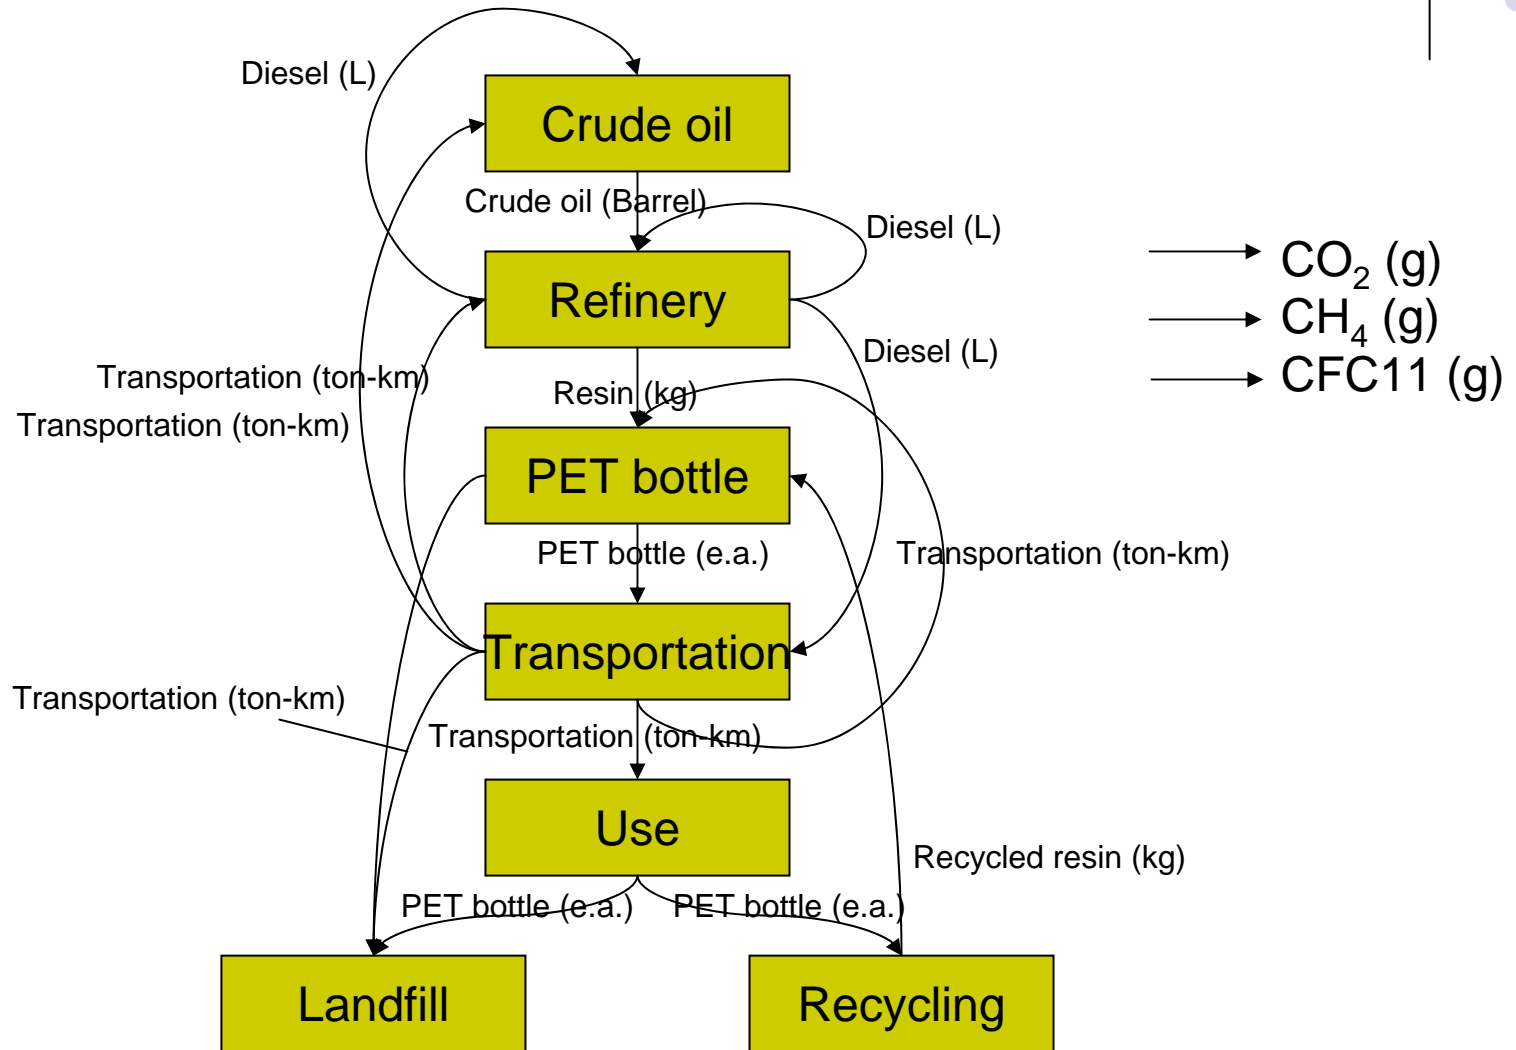 Diesel (L)
Crude oil
Crude oil (Barrel)
Diesel (L)
Refinery
CO₂ (g)
CH₄ (g)
CFC11 (g)
Diesel (L)
Transportation (ton-km)
Resin (kg)
Transportation (ton-km)
PET bottle
PET bottle (e.a.)
Transportation (ton-km)
Transportation
Transportation (ton-km)
Transportation (ton-km)
Use
Recycled resin (kg)
PET bottle (e.a.)
PET bottle (e.a.)
Landfill
Recycling